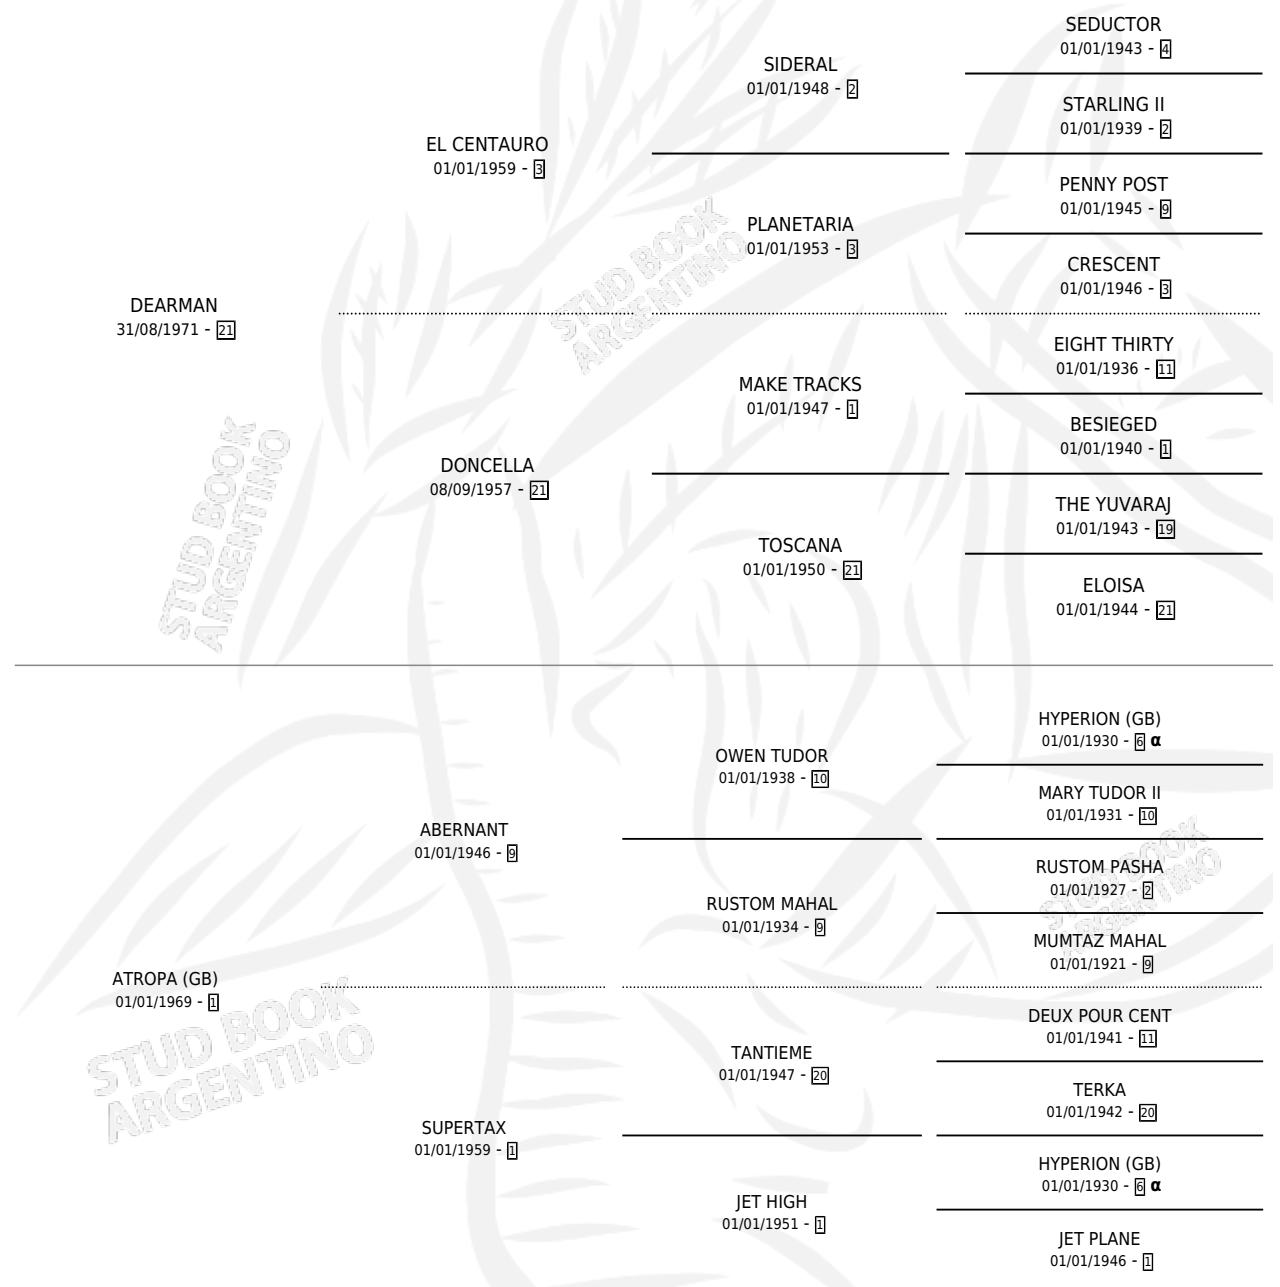 SEDUCTOR
01/01/1943 - 4
SIDERAL
01/01/1948 - 2
STARLING II
01/01/1939 - 2
EL CENTAURO
01/01/1959 - 3
PENNY POST
01/01/1945 - 9
PLANETARIA
01/01/1953 - 3
CRESCENT
01/01/1946 - 3
DEARMAN
31/08/1971 - 21
EIGHT THIRTY
01/01/1936 - 11
MAKE TRACKS
01/01/1947 - 1
BESIEGED
01/01/1940 - 1
DONCELLA
08/09/1957 - 21
THE YUVARAJ
01/01/1943 - 19
TOSCANA
01/01/1950 - 21
ELOISA
01/01/1944 - 21
STUD BOOK
ARGENTINO
STUD BOOK
ARGENTINO
HYPERION (GB)
01/01/1930 - 6 α
OWEN TUDOR
01/01/1938 - 10
MARY TUDOR II
01/01/1931 - 10
ABERNANT
01/01/1946 - 9
RUSTOM PASHA
01/01/1927 - 2
RUSTOM MAHAL
01/01/1934 - 9
MUMTAZ MAHAL
01/01/1921 - 9
ATROPA (GB)
01/01/1969 - 1
DEUX POUR CENT
01/01/1941 - 11
TANTIEME
01/01/1947 - 20
TERKA
01/01/1942 - 20
SUPERTAX
01/01/1959 - 1
HYPERION (GB)
01/01/1930 - 6 α
JET HIGH
01/01/1951 - 1
JET PLANE
01/01/1946 - 1
STUD BOOK
ARGENTINO
STUD BOOK
ARGENTINO